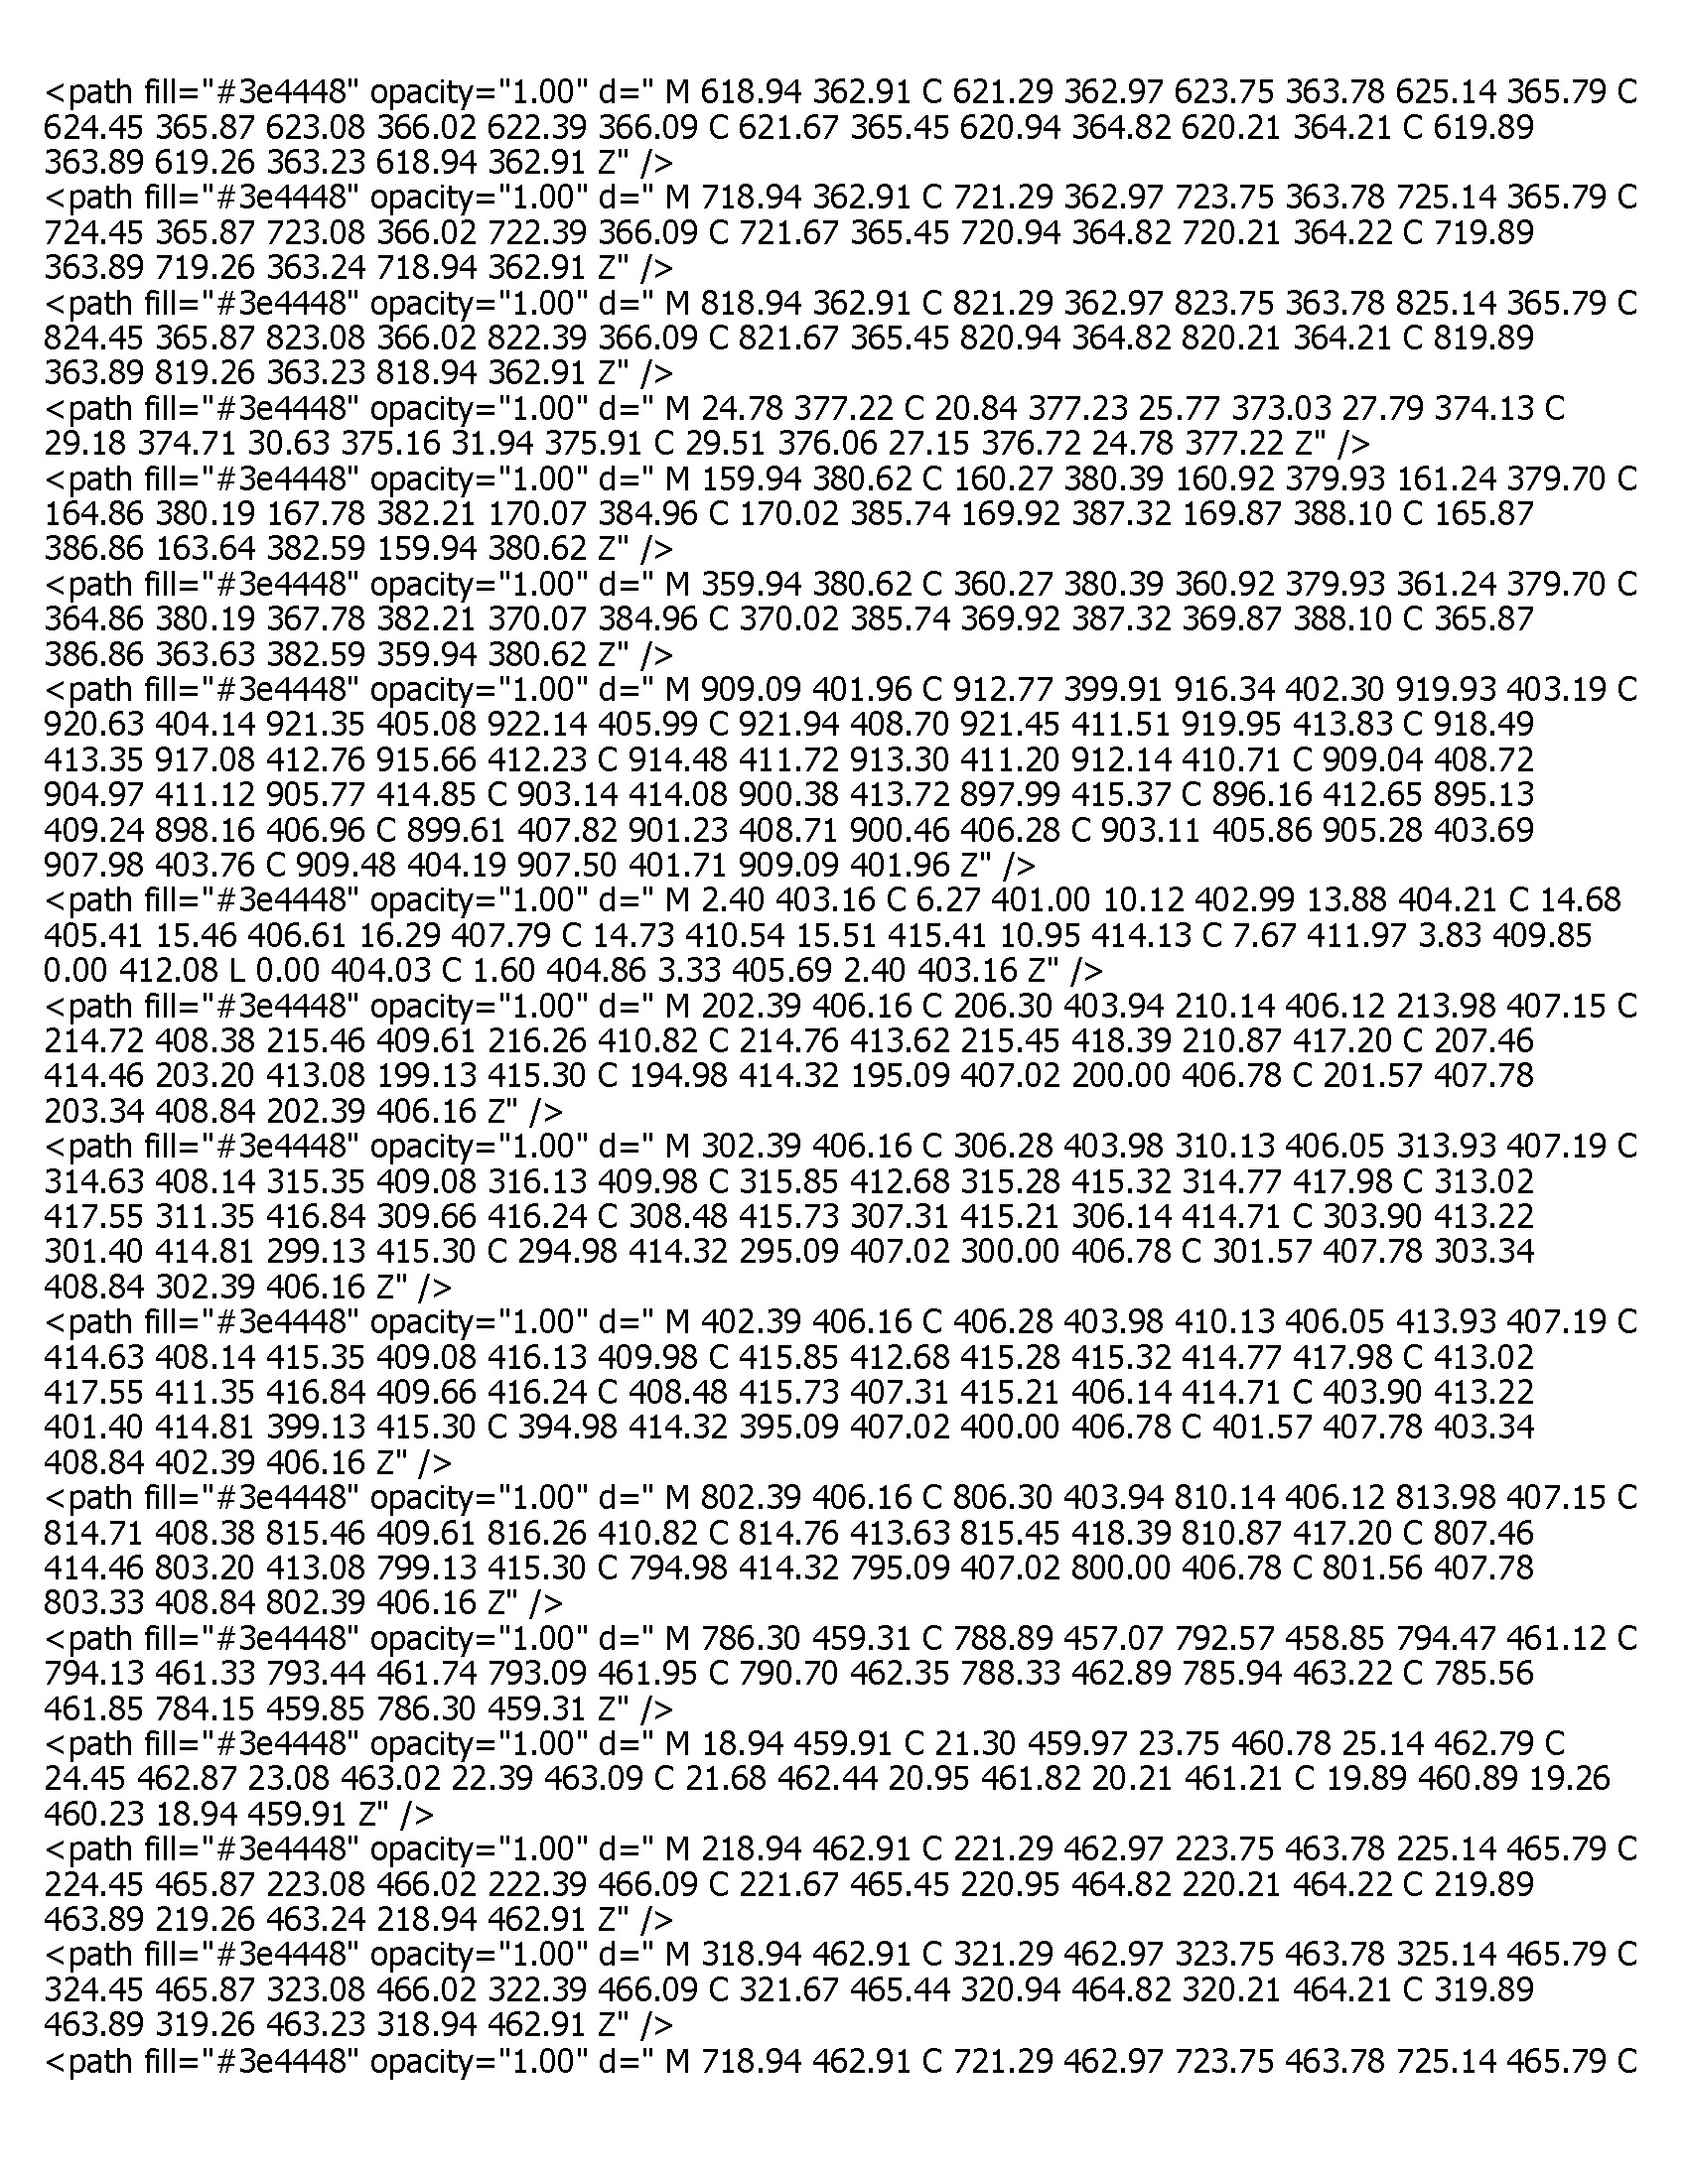 <path fill="#3e4448" opacity="1.00" d=" M 618.94 362.91 C 621.29 362.97 623.75 363.78 625.14 365.79 C
624.45 365.87 623.08 366.02 622.39 366.09 C 621.67 365.45 620.94 364.82 620.21 364.21 C 619.89
363.89 619.26 363.23 618.94 362.91 Z" />
<path fill="#3e4448" opacity="1.00" d=" M 718.94 362.91 C 721.29 362.97 723.75 363.78 725.14 365.79 C
724.45 365.87 723.08 366.02 722.39 366.09 C 721.67 365.45 720.94 364.82 720.21 364.22 C 719.89
363.89 719.26 363.24 718.94 362.91 Z" />
<path fill="#3e4448" opacity="1.00" d=" M 818.94 362.91 C 821.29 362.97 823.75 363.78 825.14 365.79 C
824.45 365.87 823.08 366.02 822.39 366.09 C 821.67 365.45 820.94 364.82 820.21 364.21 C 819.89
363.89 819.26 363.23 818.94 362.91 Z" />
<path fill="#3e4448" opacity="1.00" d=" M 24.78 377.22 C 20.84 377.23 25.77 373.03 27.79 374.13 C
29.18 374.71 30.63 375.16 31.94 375.91 C 29.51 376.06 27.15 376.72 24.78 377.22 Z" />
<path fill="#3e4448" opacity="1.00" d=" M 159.94 380.62 C 160.27 380.39 160.92 379.93 161.24 379.70 C
164.86 380.19 167.78 382.21 170.07 384.96 C 170.02 385.74 169.92 387.32 169.87 388.10 C 165.87
386.86 163.64 382.59 159.94 380.62 Z" />
<path fill="#3e4448" opacity="1.00" d=" M 359.94 380.62 C 360.27 380.39 360.92 379.93 361.24 379.70 C
364.86 380.19 367.78 382.21 370.07 384.96 C 370.02 385.74 369.92 387.32 369.87 388.10 C 365.87
386.86 363.63 382.59 359.94 380.62 Z" />
<path fill="#3e4448" opacity="1.00" d=" M 909.09 401.96 C 912.77 399.91 916.34 402.30 919.93 403.19 C
920.63 404.14 921.35 405.08 922.14 405.99 C 921.94 408.70 921.45 411.51 919.95 413.83 C 918.49
413.35 917.08 412.76 915.66 412.23 C 914.48 411.72 913.30 411.20 912.14 410.71 C 909.04 408.72
904.97 411.12 905.77 414.85 C 903.14 414.08 900.38 413.72 897.99 415.37 C 896.16 412.65 895.13
409.24 898.16 406.96 C 899.61 407.82 901.23 408.71 900.46 406.28 C 903.11 405.86 905.28 403.69
907.98 403.76 C 909.48 404.19 907.50 401.71 909.09 401.96 Z" />
<path fill="#3e4448" opacity="1.00" d=" M 2.40 403.16 C 6.27 401.00 10.12 402.99 13.88 404.21 C 14.68
405.41 15.46 406.61 16.29 407.79 C 14.73 410.54 15.51 415.41 10.95 414.13 C 7.67 411.97 3.83 409.85
0.00 412.08 L 0.00 404.03 C 1.60 404.86 3.33 405.69 2.40 403.16 Z" />
<path fill="#3e4448" opacity="1.00" d=" M 202.39 406.16 C 206.30 403.94 210.14 406.12 213.98 407.15 C
214.72 408.38 215.46 409.61 216.26 410.82 C 214.76 413.62 215.45 418.39 210.87 417.20 C 207.46
414.46 203.20 413.08 199.13 415.30 C 194.98 414.32 195.09 407.02 200.00 406.78 C 201.57 407.78
203.34 408.84 202.39 406.16 Z" />
<path fill="#3e4448" opacity="1.00" d=" M 302.39 406.16 C 306.28 403.98 310.13 406.05 313.93 407.19 C
314.63 408.14 315.35 409.08 316.13 409.98 C 315.85 412.68 315.28 415.32 314.77 417.98 C 313.02
417.55 311.35 416.84 309.66 416.24 C 308.48 415.73 307.31 415.21 306.14 414.71 C 303.90 413.22
301.40 414.81 299.13 415.30 C 294.98 414.32 295.09 407.02 300.00 406.78 C 301.57 407.78 303.34
408.84 302.39 406.16 Z" />
<path fill="#3e4448" opacity="1.00" d=" M 402.39 406.16 C 406.28 403.98 410.13 406.05 413.93 407.19 C
414.63 408.14 415.35 409.08 416.13 409.98 C 415.85 412.68 415.28 415.32 414.77 417.98 C 413.02
417.55 411.35 416.84 409.66 416.24 C 408.48 415.73 407.31 415.21 406.14 414.71 C 403.90 413.22
401.40 414.81 399.13 415.30 C 394.98 414.32 395.09 407.02 400.00 406.78 C 401.57 407.78 403.34
408.84 402.39 406.16 Z" />
<path fill="#3e4448" opacity="1.00" d=" M 802.39 406.16 C 806.30 403.94 810.14 406.12 813.98 407.15 C
814.71 408.38 815.46 409.61 816.26 410.82 C 814.76 413.63 815.45 418.39 810.87 417.20 C 807.46
414.46 803.20 413.08 799.13 415.30 C 794.98 414.32 795.09 407.02 800.00 406.78 C 801.56 407.78
803.33 408.84 802.39 406.16 Z" />
<path fill="#3e4448" opacity="1.00" d=" M 786.30 459.31 C 788.89 457.07 792.57 458.85 794.47 461.12 C
794.13 461.33 793.44 461.74 793.09 461.95 C 790.70 462.35 788.33 462.89 785.94 463.22 C 785.56
461.85 784.15 459.85 786.30 459.31 Z" />
<path fill="#3e4448" opacity="1.00" d=" M 18.94 459.91 C 21.30 459.97 23.75 460.78 25.14 462.79 C
24.45 462.87 23.08 463.02 22.39 463.09 C 21.68 462.44 20.95 461.82 20.21 461.21 C 19.89 460.89 19.26
460.23 18.94 459.91 Z" />
<path fill="#3e4448" opacity="1.00" d=" M 218.94 462.91 C 221.29 462.97 223.75 463.78 225.14 465.79 C
224.45 465.87 223.08 466.02 222.39 466.09 C 221.67 465.45 220.95 464.82 220.21 464.22 C 219.89
463.89 219.26 463.24 218.94 462.91 Z" />
<path fill="#3e4448" opacity="1.00" d=" M 318.94 462.91 C 321.29 462.97 323.75 463.78 325.14 465.79 C
324.45 465.87 323.08 466.02 322.39 466.09 C 321.67 465.44 320.94 464.82 320.21 464.21 C 319.89
463.89 319.26 463.23 318.94 462.91 Z" />
<path fill="#3e4448" opacity="1.00" d=" M 718.94 462.91 C 721.29 462.97 723.75 463.78 725.14 465.79 C